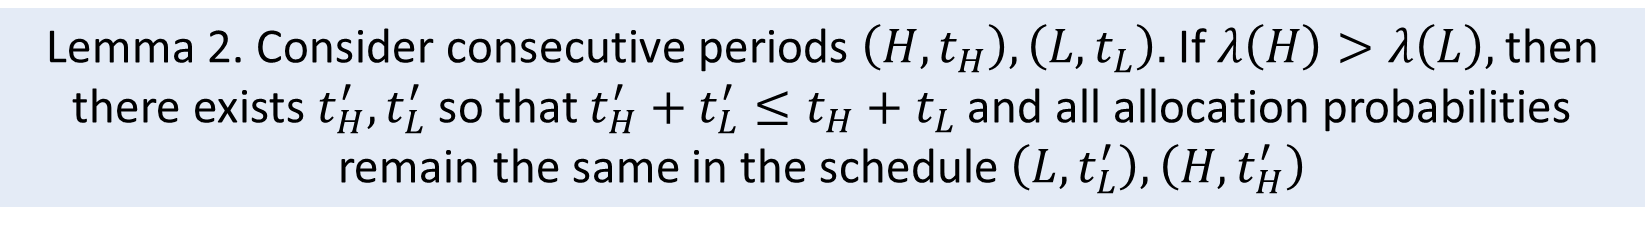 Lemma 2. Consider consecutive periods (𝐻, 𝑡_𝐻), (𝐿, 𝑡_𝐿). If 𝜆(𝐻) > 𝜆(𝐿), then
there exists 𝑡′_𝐻, 𝑡′_𝐿 so that 𝑡′_𝐻 + 𝑡′_𝐿 ≤ 𝑡_𝐻 + 𝑡_𝐿 and all allocation probabilities
remain the same in the schedule (𝐿, 𝑡′_𝐿), (𝐻, 𝑡′_𝐻)